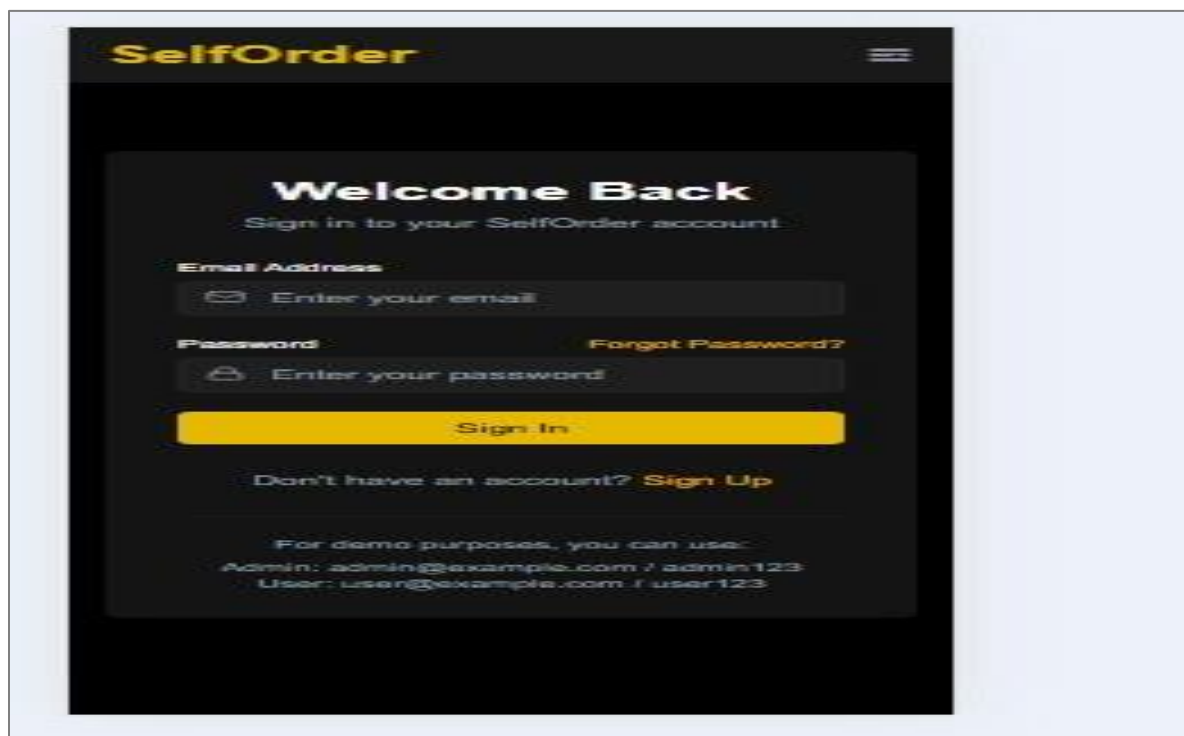 SelfOrder
Welcome Back
Sign in to your SelfOrder account
Email Address
Enter your email
Password Forgot Password?
Enter your password
Sign In
Don't have an account? Sign Up
For demo purposes, you can use:
Admin: admin@example.com / admin123
User: user@example.com / user123